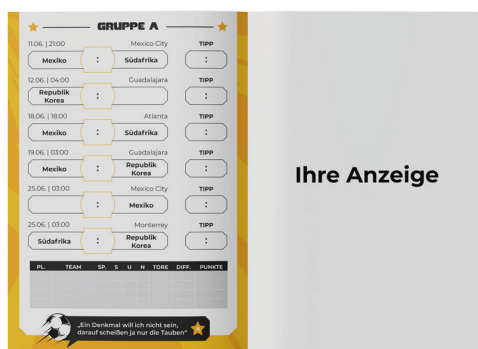 GRUPPE A
11.06. | 21:00 Mexico City TIPP
Mexiko : Südafrika :
12.06. | 04:00 Guadalajara TIPP
Republik
Korea : :
18.06. | 18:00 Atlanta TIPP
Mexiko : Südafrika :
19.06. | 03:00 Guadalajara TIPP
Mexiko : Republik
Korea :
25.06. | 03:00 Mexico City TIPP
: Mexiko :
25.06. | 03:00 Monterrey TIPP
Südafrika : Republik
Korea :
PL. TEAM SP. S U N TORE DIFF. PUNKTE
„Ein Denkmal will ich nicht sein,
darauf scheißen ja nur die Tauben“
Ihre Anzeige